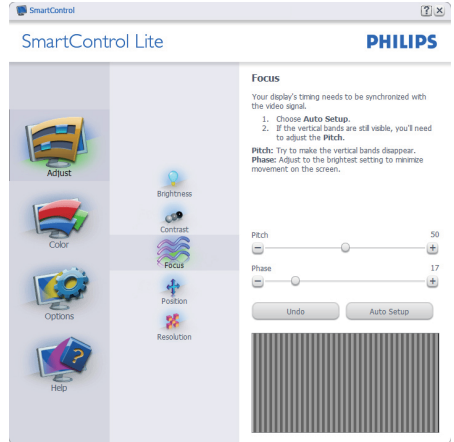 SmartControl
SmartControl Lite
PHILIPS
Adjust
Color
Options
Help
Brightness
Contrast
Focus
Position
Resolution
Focus
Your display's timing needs to be synchronized with
the video signal.
1. Choose Auto Setup.
2. If the vertical bands are still visible, you'll need
to adjust the Pitch.
Pitch: Try to make the vertical bands disappear.
Phase: Adjust to the brightest setting to minimize
movement on the screen.
Pitch 50
Phase 17
Undo Auto Setup